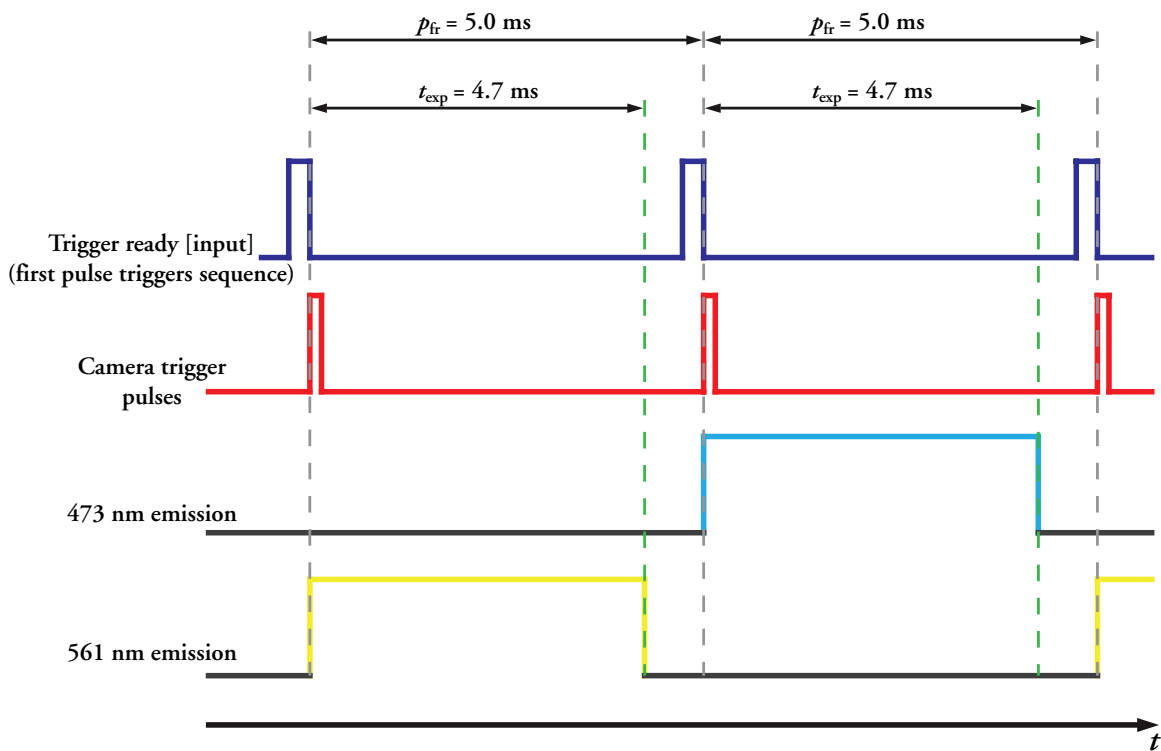 p_fr = 5.0 ms p_fr = 5.0 ms
t_exp = 4.7 ms t_exp = 4.7 ms
Trigger ready [input]
(first pulse triggers sequence)
Camera trigger
pulses
473 nm emission
561 nm emission
t